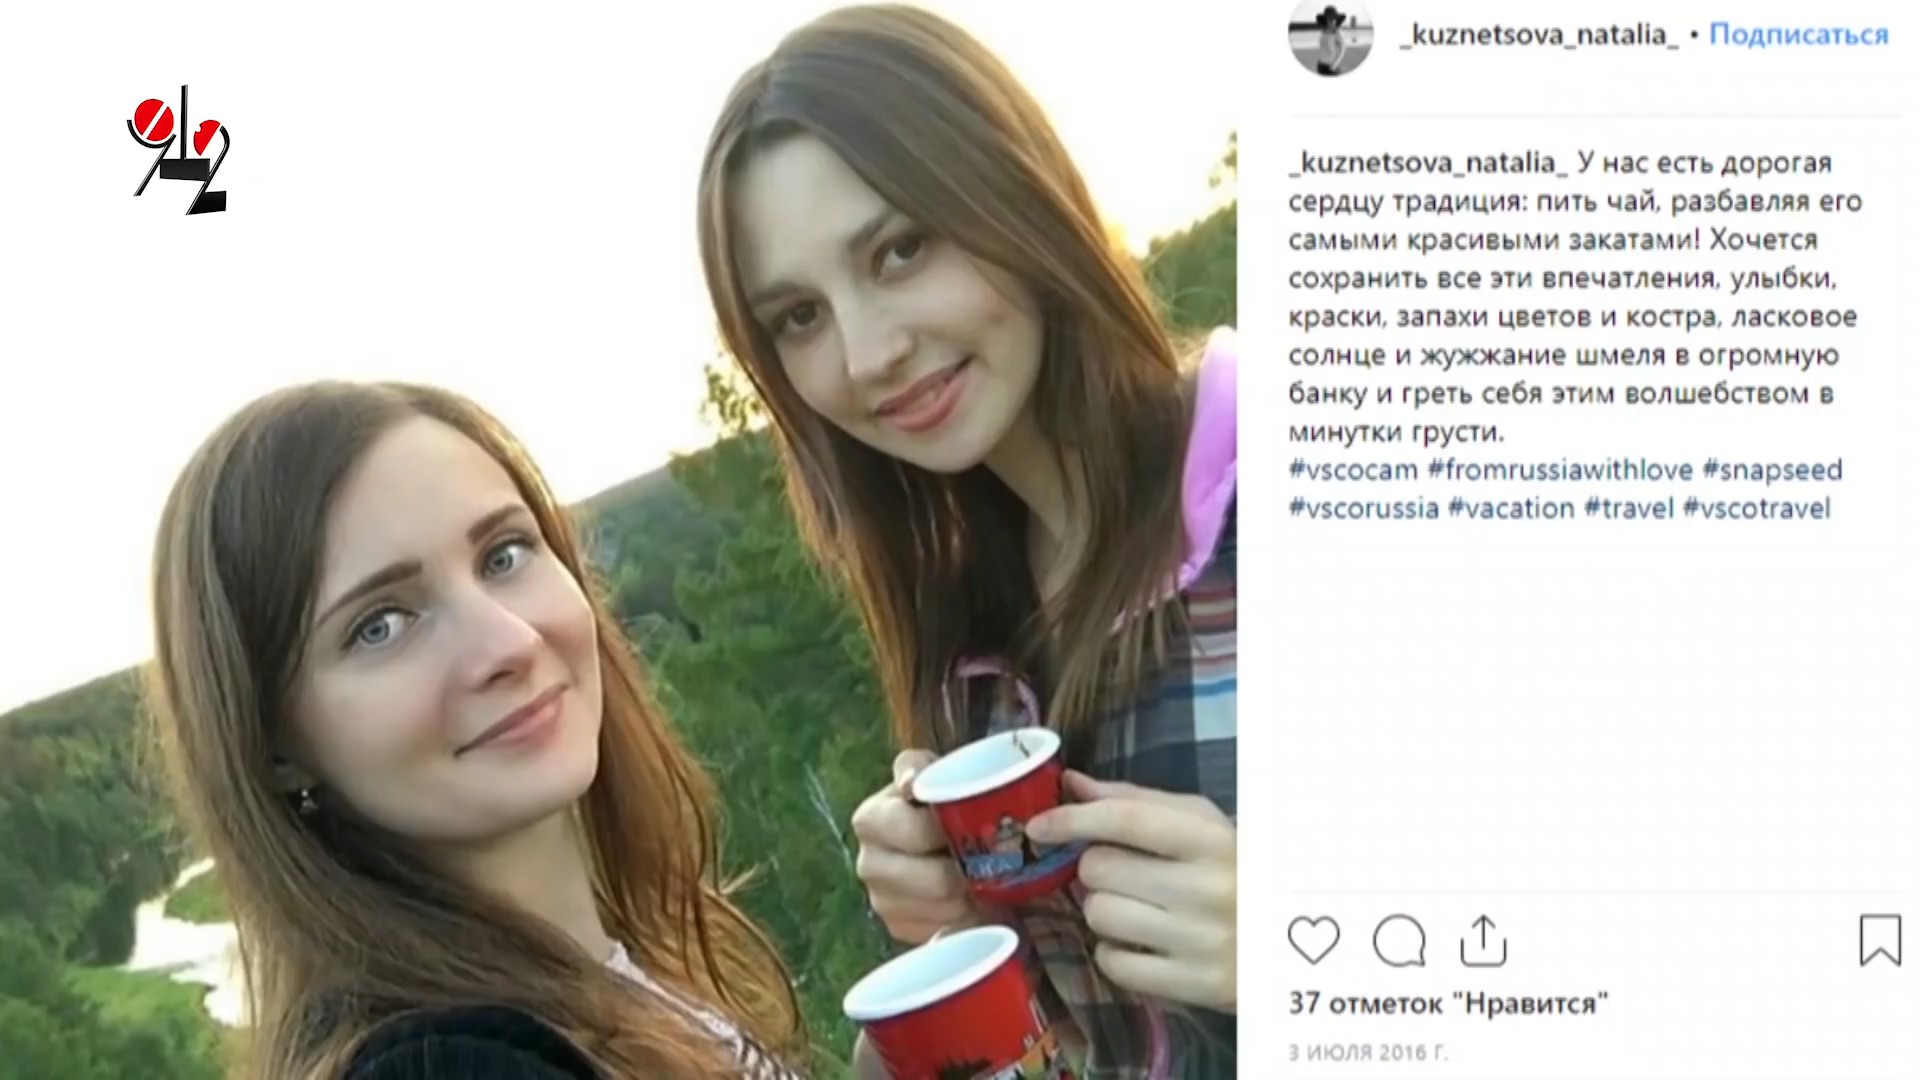 912
_kuznetsova_natalia_ • Подписаться
_kuznetsova_natalia_ У нас есть дорогая
сердцу традиция: пить чай, разбавляя его
самыми красивыми закатами! Хочется
сохранить все эти впечатления, улыбки,
краски, запахи цветов и костра, ласковое
солнце и жужжание шмеля в огромную
банку и греть себя этим волшебством в
минутки грусти.
#vscocam #fromrussiawithlove #snapseed
#vscorussia #vacation #travel #vscotravel
37 отметок "Нравится"
3 ИЮЛЯ 2016 Г.